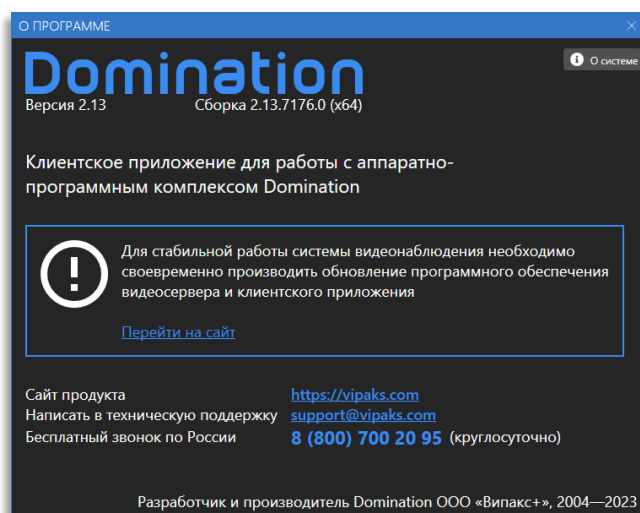 О ПРОГРАММЕ
Domination
О системе
Версия 2.13 Сборка 2.13.7176.0 (x64)
Клиентское приложение для работы с аппаратно-
программным комплексом Domination
Для стабильной работы системы видеонаблюдения необходимо
своевременно производить обновление программного обеспечения
видеосервера и клиентского приложения
Перейти на сайт
Сайт продукта https://vipaks.com
Написать в техническую поддержку support@vipaks.com
Бесплатный звонок по России 8 (800) 700 20 95 (круглосуточно)
Разработчик и производитель Domination ООО «Випакс+», 2004—2023